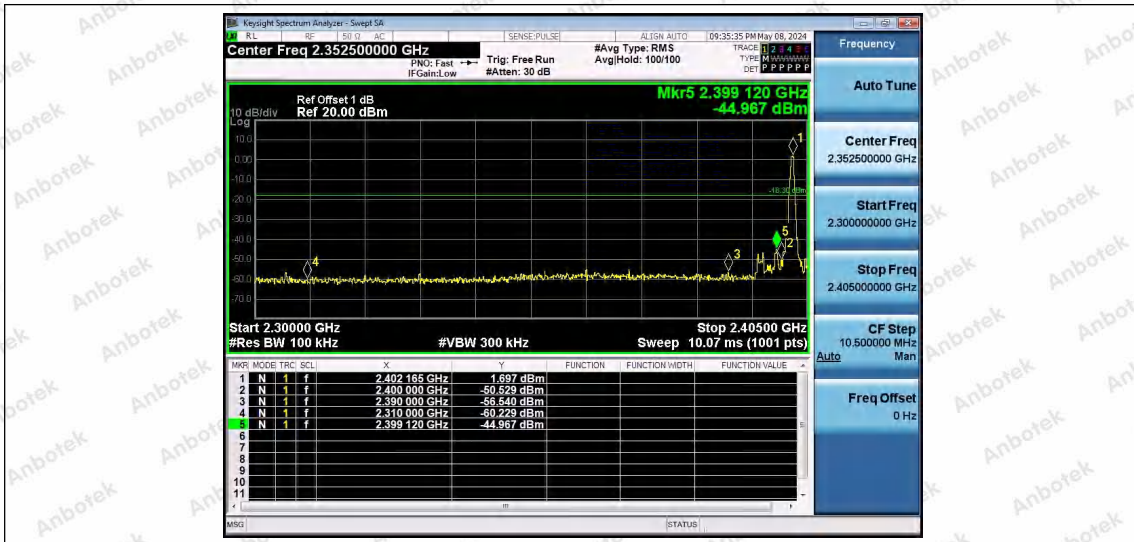 Keysight Spectrum Analyzer - Swept SA
RL RF 50 Ω AC SENSE:PULSE ALIGN AUTO 09:35:35 PM May 08, 2024
Center Freq 2.352500000 GHz
PNO: Fast
IFGain:Low
Trig: Free Run
#Atten: 30 dB
#Avg Type: RMS
Avg|Hold: 100/100
TRACE 1 2 3 4 5 6
TYPE M
DET P P P P P P
Frequency
Auto Tune
Center Freq
2.352500000 GHz
Start Freq
2.300000000 GHz
Stop Freq
2.405000000 GHz
CF Step
10.500000 MHz
Auto Man
Freq Offset
0 Hz
Mkr5 2.399 120 GHz
-44.967 dBm
Ref Offset 1 dB
10 dB/div Ref 20.00 dBm
Log
10.0
0.00
-10.0
-20.0
-30.0
-40.0
-50.0
-60.0
-70.0
-18.30 dBm
1
5
2
3
4
Start 2.30000 GHz Stop 2.40500 GHz
#Res BW 100 kHz #VBW 300 kHz Sweep 10.07 ms (1001 pts)
MKR MODE TRC SCL X Y FUNCTION FUNCTION WIDTH FUNCTION VALUE
1 N 1 f 2.402 165 GHz 1.697 dBm
2 N 1 f 2.400 000 GHz -50.529 dBm
3 N 1 f 2.390 000 GHz -56.540 dBm
4 N 1 f 2.310 000 GHz -60.229 dBm
5 N 1 f 2.399 120 GHz -44.967 dBm
6
7
8
9
10
11
MSG STATUS
Anbotek